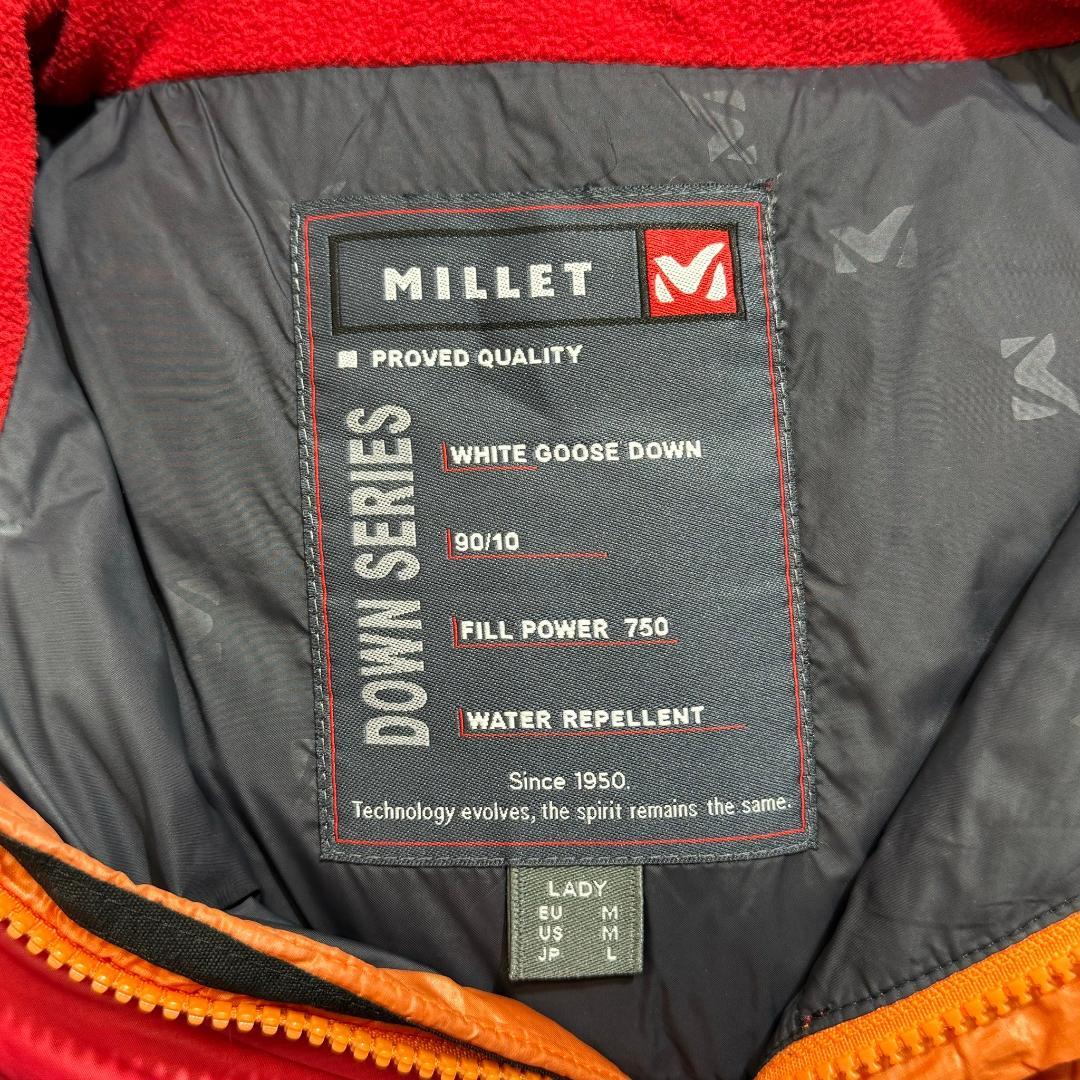 MILLET
PROVED QUALITY
DOWN SERIES
WHITE GOOSE DOWN
90/10
FILL POWER 750
WATER REPELLENT
Since 1950.
Technology evolves, the spirit remains the same.
LADY
EU M
US M
JP L